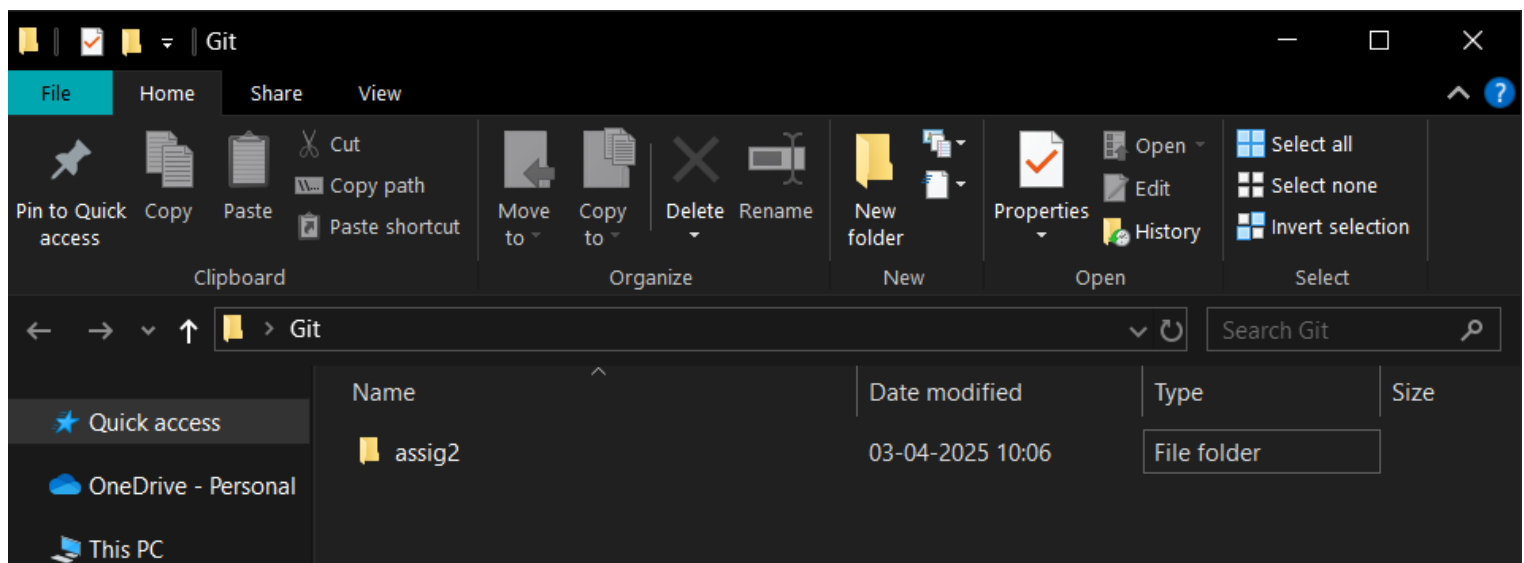 Git
File Home Share View
Pin to Quick access
Copy
Paste
Cut
Copy path
Paste shortcut
Clipboard
Move to
Copy to
Delete
Rename
Organize
New folder
New
Properties
Open
Edit
History
Open
Select all
Select none
Invert selection
Select
Git
Search Git
Name Date modified Type Size
Quick access
assig2 03-04-2025 10:06 File folder
OneDrive - Personal
This PC